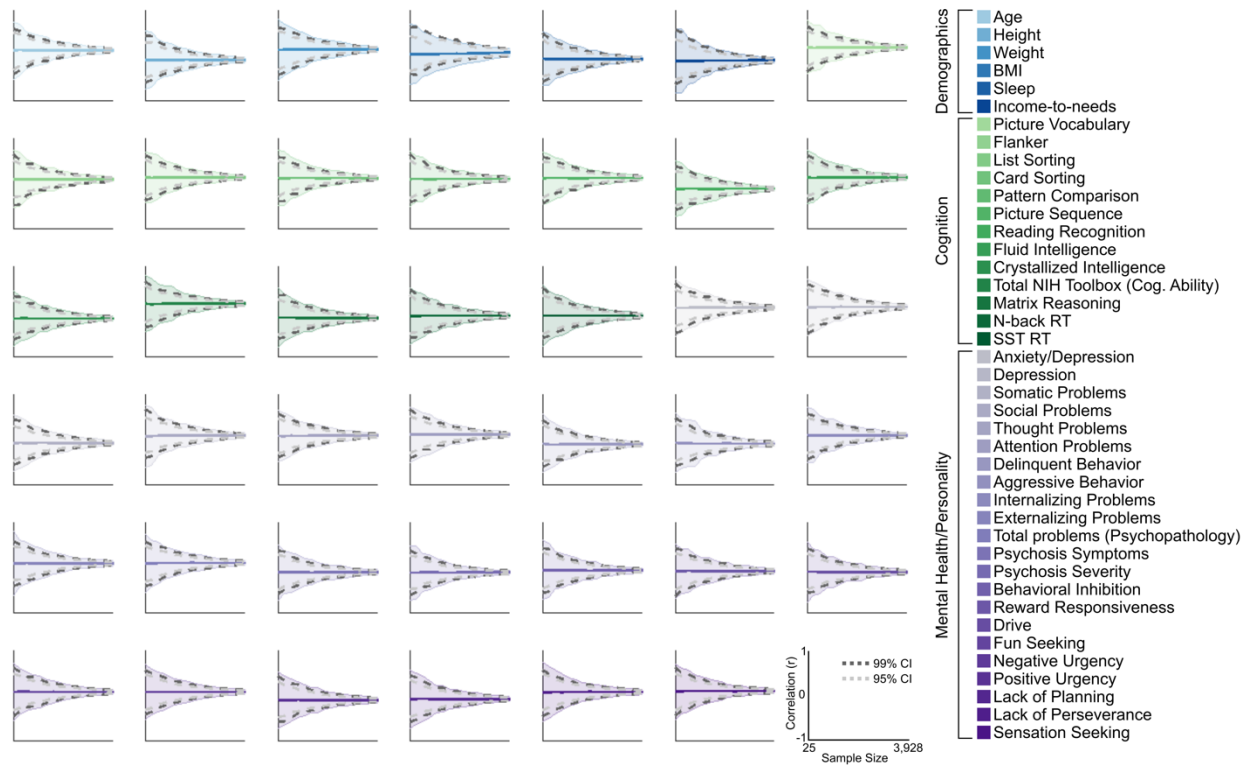 Demographics
Age
Height
Weight
BMI
Sleep
Income-to-needs
Cognition
Picture Vocabulary
Flanker
List Sorting
Card Sorting
Pattern Comparison
Picture Sequence
Reading Recognition
Fluid Intelligence
Crystallized Intelligence
Total NIH Toolbox (Cog. Ability)
Matrix Reasoning
N-back RT
SST RT
Mental Health/Personality
Anxiety/Depression
Depression
Somatic Problems
Social Problems
Thought Problems
Attention Problems
Delinquent Behavior
Aggressive Behavior
Internalizing Problems
Externalizing Problems
Total problems (Psychopathology)
Psychosis Symptoms
Psychosis Severity
Behavioral Inhibition
Reward Responsiveness
Drive
Fun Seeking
Negative Urgency
Positive Urgency
Lack of Planning
Lack of Perseverance
Sensation Seeking
Correlation (r)
1
0
-1
99% CI
95% CI
25
3,928
Sample Size